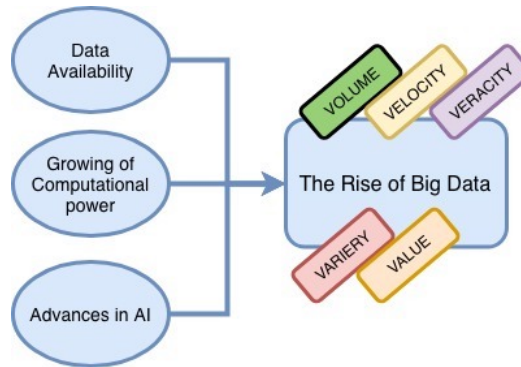 Data
Availability
Growing of
Computational
power
Advances in AI
VOLUME
VELOCITY
VERACITY
The Rise of Big Data
VARIERY
VALUE